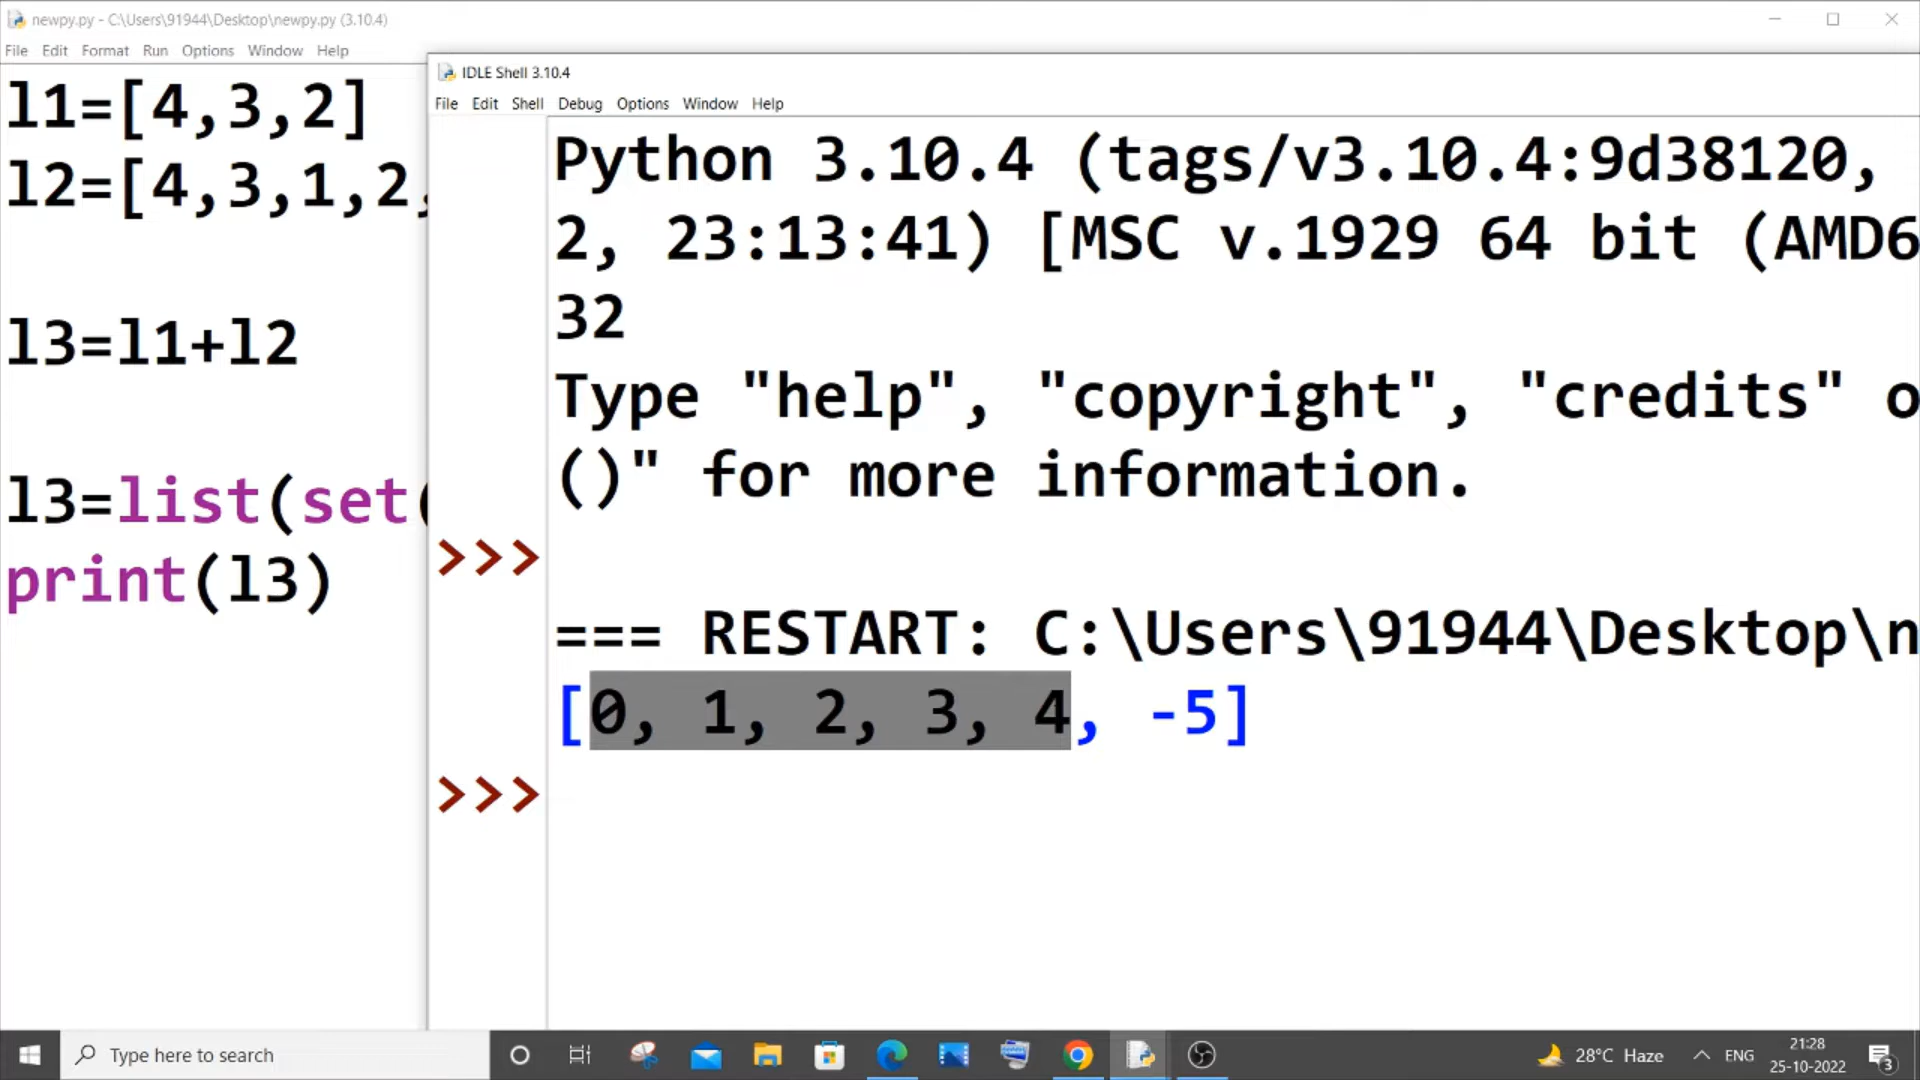 newpy.py - C:\Users\91944\Desktop\newpy.py (3.10.4)
File Edit Format Run Options Window Help
l1=[4,3,2]
l2=[4,3,1,2,
l3=l1+l2
l3=list(set(
print(l3)
IDLE Shell 3.10.4
File Edit Shell Debug Options Window Help
Python 3.10.4 (tags/v3.10.4:9d38120,
2, 23:13:41) [MSC v.1929 64 bit (AMD6
32
Type "help", "copyright", "credits" o
()" for more information.
>>>
=== RESTART: C:\Users\91944\Desktop\n
[0, 1, 2, 3, 4, -5]
>>>
Type here to search
28°C Haze
ENG
21:28
25-10-2022
3